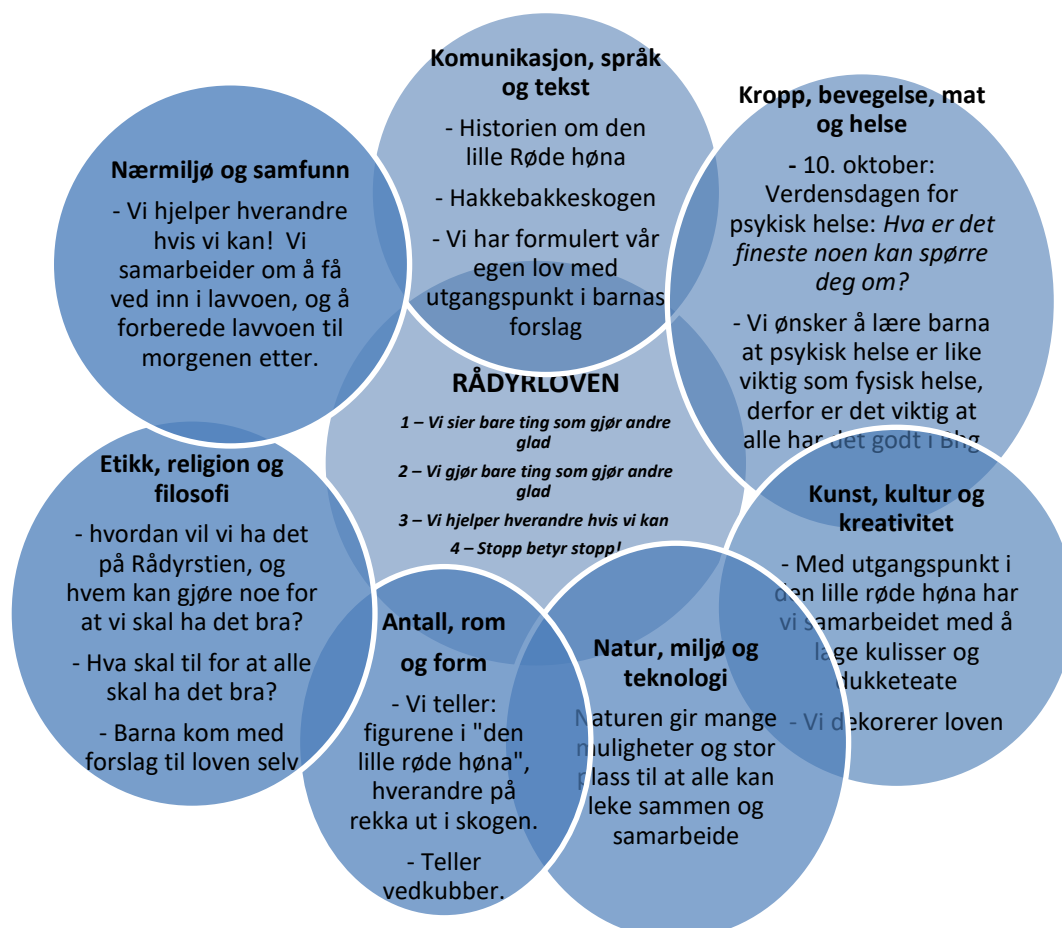 Komunikasjon, språk
og tekst
- Historien om den
lille Røde høna
- Hakkebakkeskogen
- Vi har formulert vår
egen lov med
utgangspunkt i barnas
forslag
Kropp, bevegelse, mat
og helse
- 10. oktober:
Verdensdagen for
psykisk helse: Hva er det
fineste noen kan spørre
deg om?
- Vi ønsker å lære barna
at psykisk helse er like
viktig som fysisk helse,
derfor er det viktig at
alle har det godt i Bhg
Nærmiljø og samfunn
- Vi hjelper hverandre
hvis vi kan! Vi
samarbeider om å få
ved inn i lavvoen, og å
forberede lavvoen til
morgenen etter.
RÅDYRLOVEN
1 – Vi sier bare ting som gjør andre
glad
2 – Vi gjør bare ting som gjør andre
glad
3 – Vi hjelper hverandre hvis vi kan
4 – Stopp betyr stopp!
Etikk, religion og
filosofi
- hvordan vil vi ha det
på Rådyrstien, og
hvem kan gjøre noe for
at vi skal ha det bra?
- Hva skal til for at alle
skal ha det bra?
- Barna kom med
forslag til loven selv
Antall, rom
og form
- Vi teller:
figurene i "den
lille røde høna",
hverandre på
rekka ut i skogen.
- Teller
vedkubber.
Natur, miljø og
teknologi
Naturen gir mange
muligheter og stor
plass til at alle kan
leke sammen og
samarbeide
Kunst, kultur og
kreativitet
- Med utgangspunkt i
den lille røde høna har
vi samarbeidet med å
lage kulisser og
dukketeate
- Vi dekorerer loven